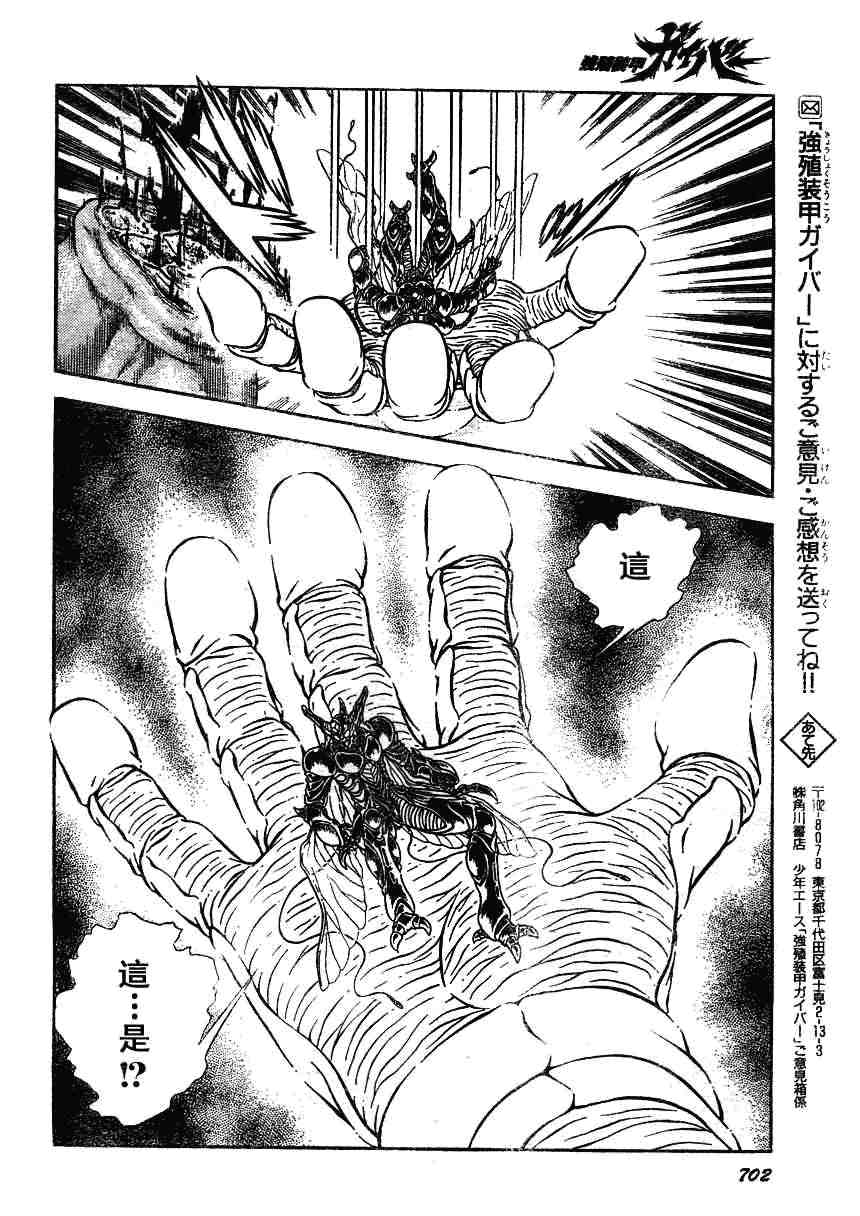 強殖装甲ガイバー
「強殖装甲ガイバー」に対するご意見・ご感想を送ってね!!
あて先
〒102-8078 東京都千代田区富士見2-13-3
㈱角川書店 少年エース「強殖装甲ガイバー」ご意見箱係
這
這…是!?
702